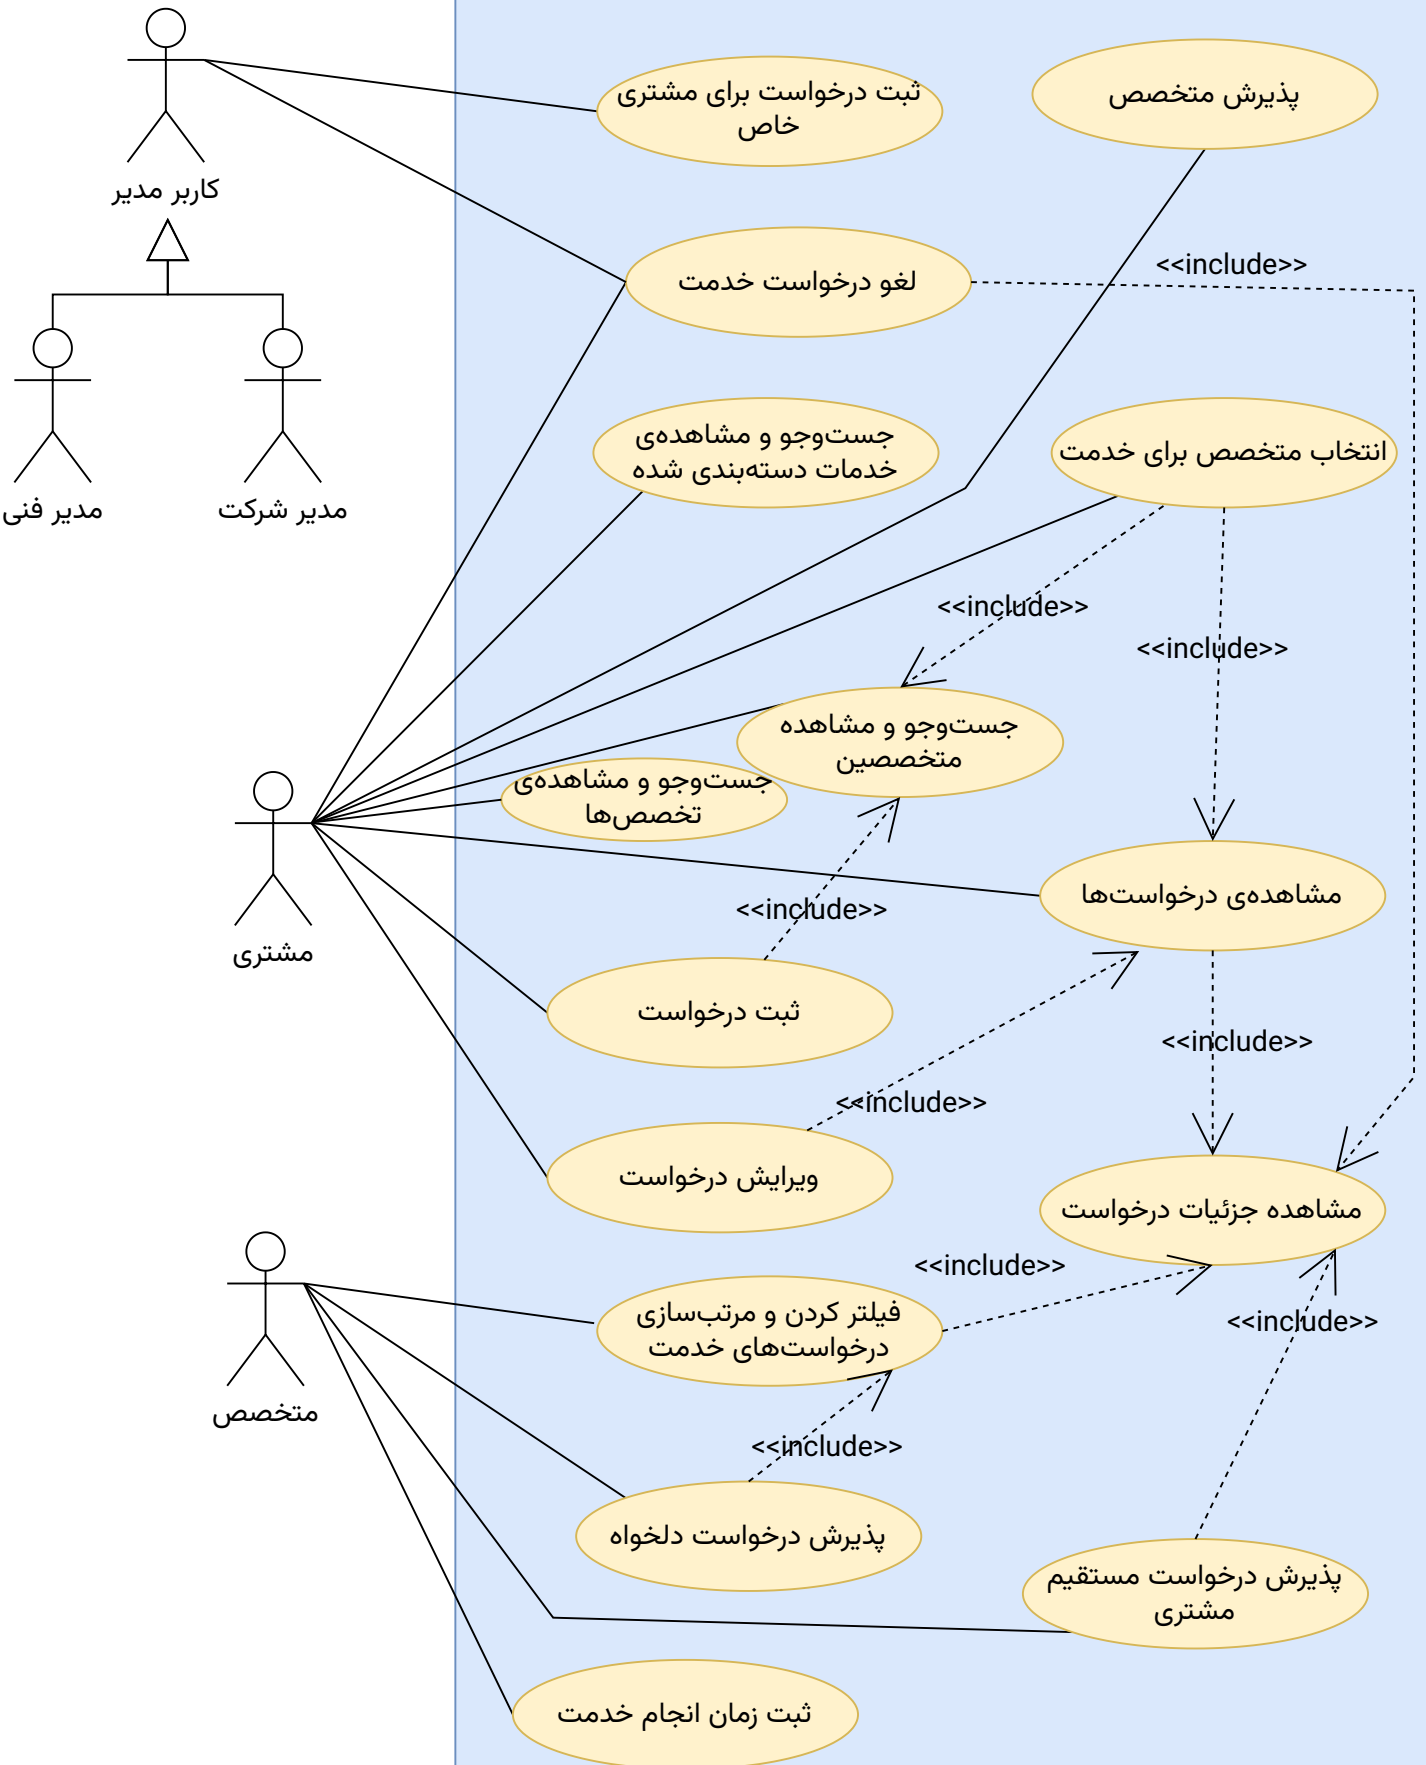 ثبت درخواست برای مشتری
خاص
پذیرش متخصص
کاربر مدیر
<<include>>
لغو درخواست خدمت
جست‌وجو و مشاهده‌ی
خدمات دسته‌بندی شده
انتخاب متخصص برای خدمت
مدیر شرکت
مدیر فنی
<<include>>
<<include>>
جست‌وجو و مشاهده
متخصصین
جست‌وجو و مشاهده‌ی
تخصص‌ها
مشاهده‌ی درخواست‌ها
<<include>>
مشتری
ثبت درخواست
<<include>>
<<include>>
ویرایش درخواست
مشاهده جزئیات درخواست
<<include>>
فیلتر کردن و مرتب‌سازی
درخواست‌های خدمت
<<include>>
متخصص
<<include>>
پذیرش درخواست دلخواه
پذیرش درخواست مستقیم
مشتری
ثبت زمان انجام خدمت